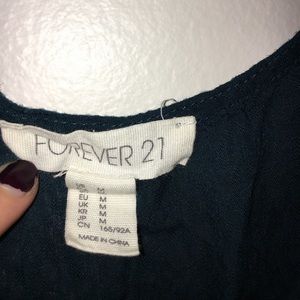 FOREVER 21
US M
EU M
UK M
KR M
JP M
CN 165/92A
MADE IN CHINA